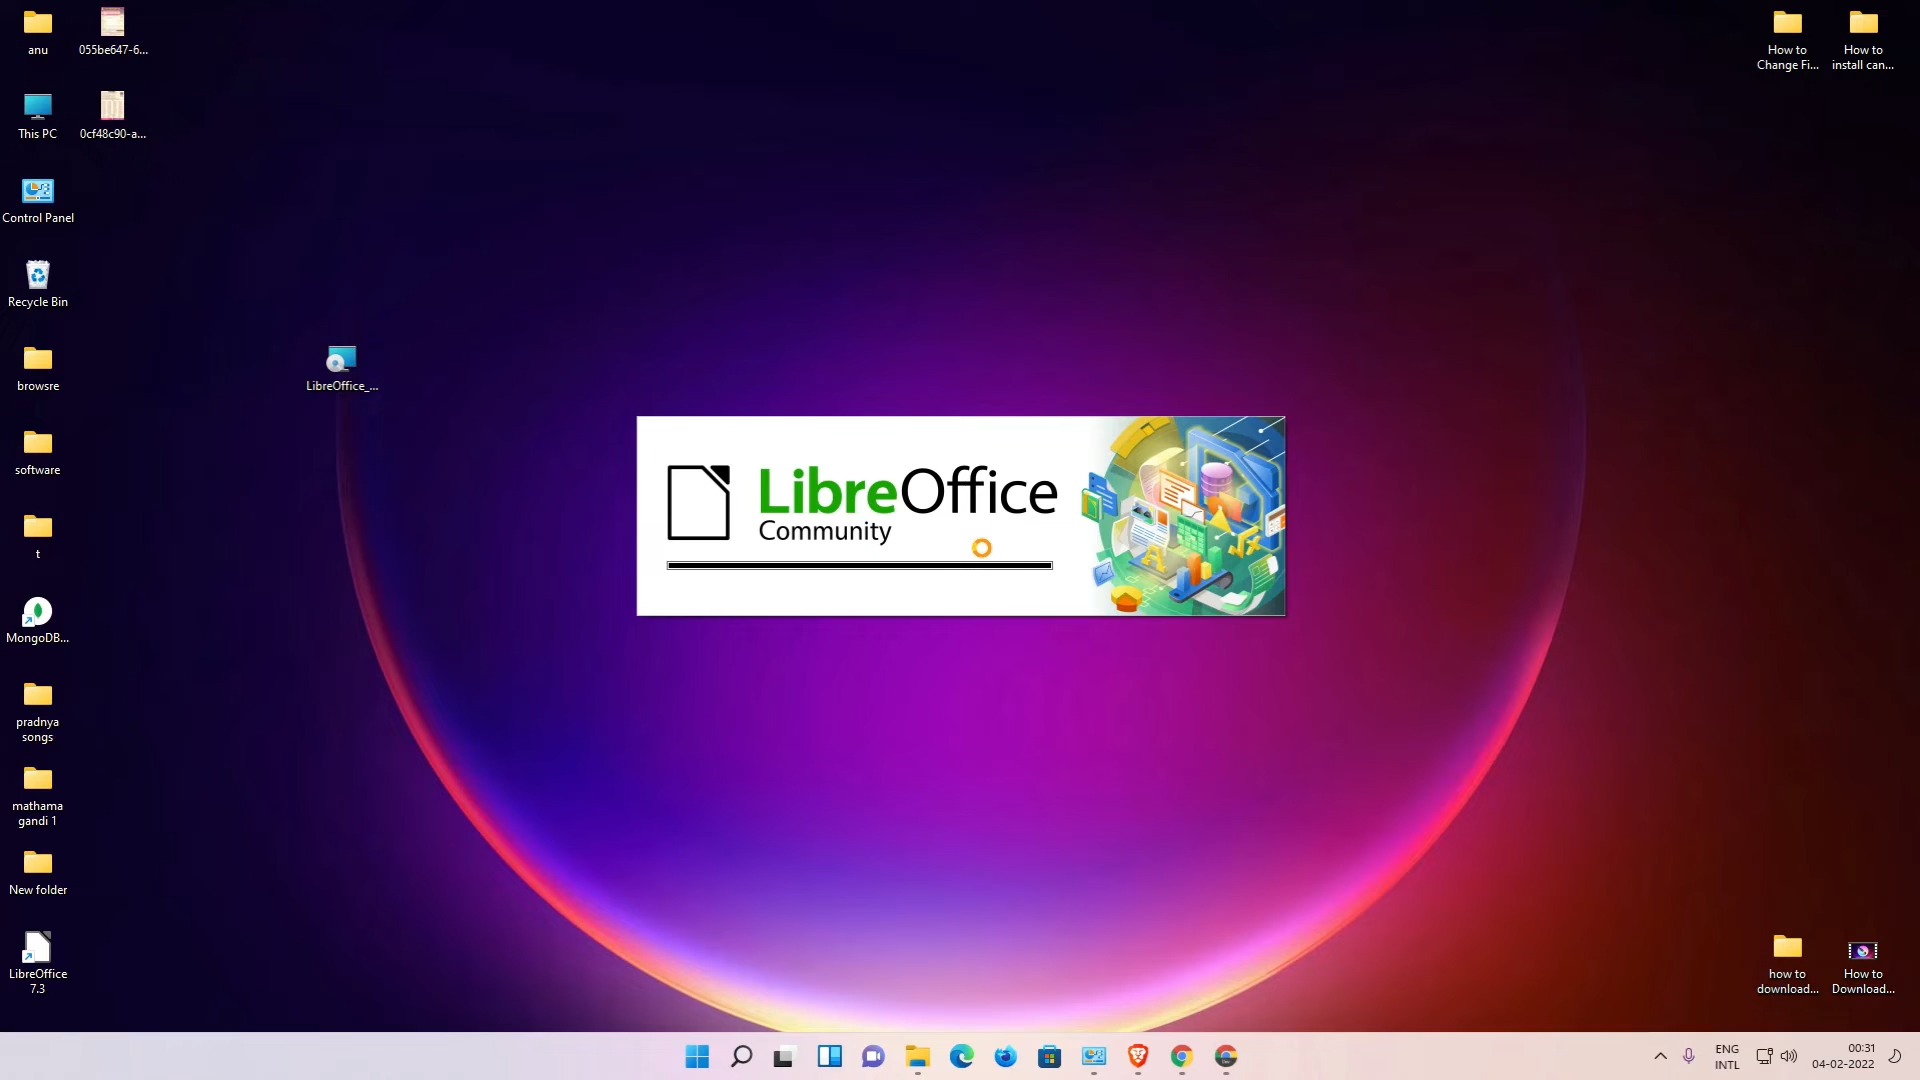 anu
055be647-6...
This PC
0cf48c90-a...
Control Panel
Recycle Bin
browsre
software
t
MongoDB...
pradnya
songs
mathama
gandi 1
New folder
LibreOffice
7.3
LibreOffice_...
LibreOffice
Community
How to
Change Fi...
How to
install can...
how to
download...
How to
Download...
ENG
INTL
00:31
04-02-2022